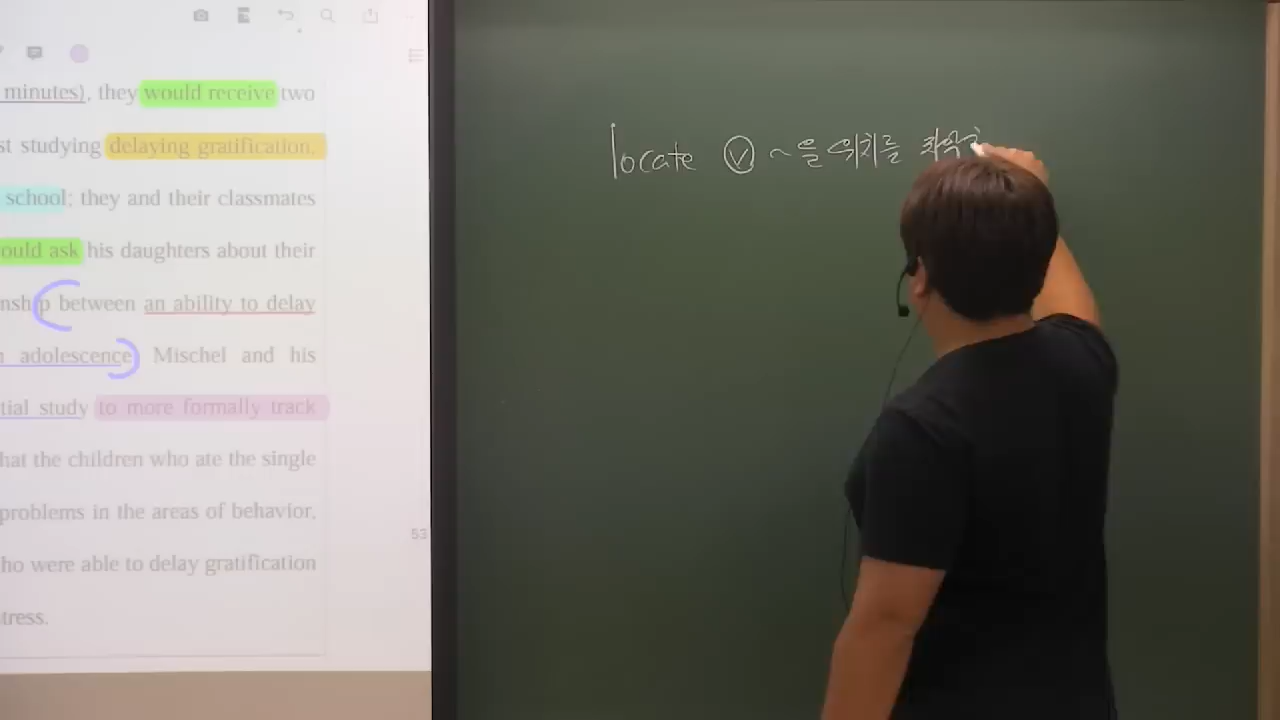 minutes), they would receive two
st studying delaying gratification.
school; they and their classmates
ould ask his daughters about their
nship between an ability to delay
adolescence Mischel and his
tial study to more formally track
hat the children who ate the single
problems in the areas of behavior,
53
ho were able to delay gratification
tress.
locate ⓥ ~을 위치를 파악